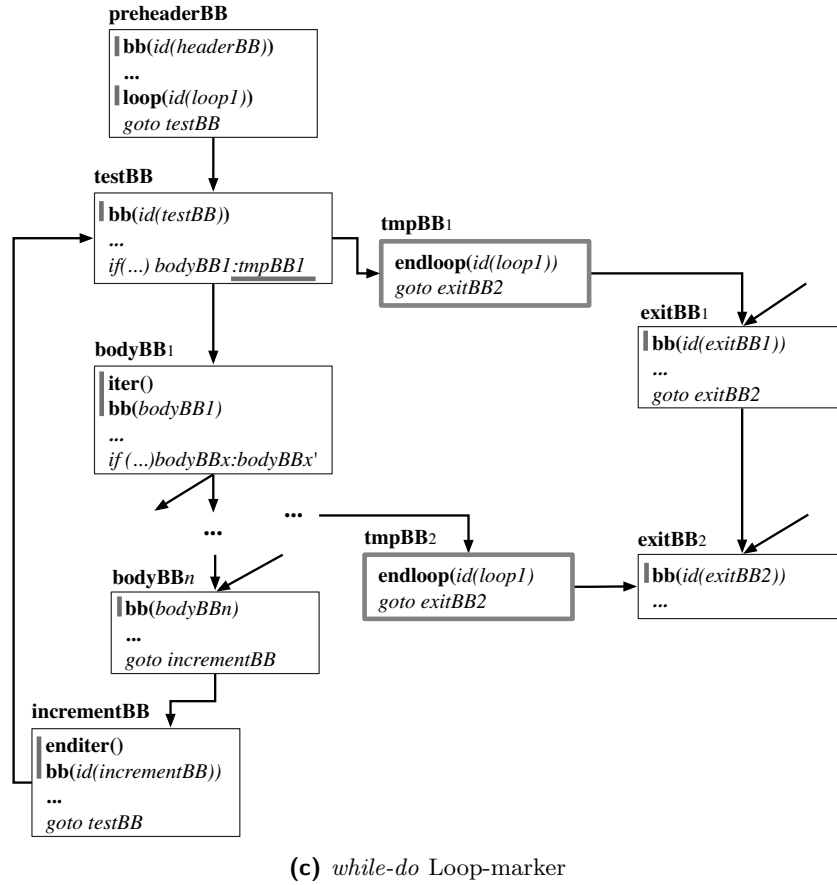 preheaderBB
bb(id(headerBB))
...
loop(id(loop1))
goto testBB
testBB
bb(id(testBB))
...
if(...) bodyBB1:tmpBB1
tmpBB1
endloop(id(loop1))
goto exitBB2
exitBB1
bb(id(exitBB1))
...
goto exitBB2
bodyBB1
iter()
bb(bodyBB1)
...
if (...)bodyBBx:bodyBBx'
...
...
tmpBB2
endloop(id(loop1)
goto exitBB2
exitBB2
bb(id(exitBB2))
...
bodyBBn
bb(bodyBBn)
...
goto incrementBB
incrementBB
enditer()
bb(id(incrementBB))
...
goto testBB
(c) while-do Loop-marker